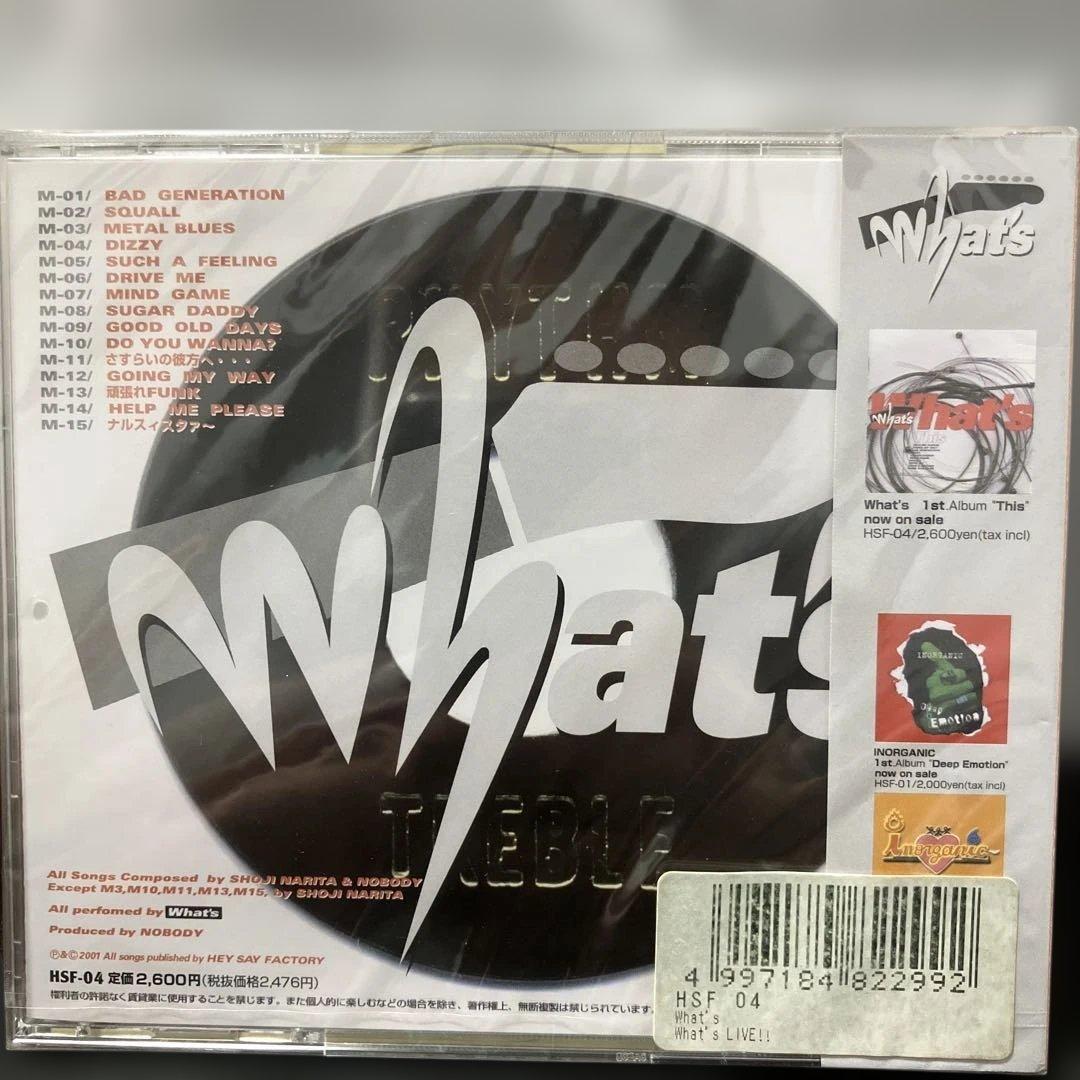 M-01/ BAD GENERATION
M-02/ SQUALL
M-03/ METAL BLUES
M-04/ DIZZY
M-05/ SUCH A FEELING
M-06/ DRIVE ME
M-07/ MIND GAME
M-08/ SUGAR DADDY
M-09/ GOOD OLD DAYS
M-10/ DO YOU WANNA?
M-11/ さすらいの彼方へ・・・
M-12/ GOING MY WAY
M-13/ 頑張れFUNK
M-14/ HELP ME PLEASE
M-15/ ナルスィスタァ～
RHYTHM
What's
TREBLE
All Songs Composed by SHOJI NARITA & NOBODY
Except M3,M10,M11,M13,M15, by SHOJI NARITA
All perfomed by What's
Produced by NOBODY
Ⓟ&Ⓒ2001 All songs published by HEY SAY FACTORY
HSF-04 定価2,600円(税抜価格2,476円)
権利者の許諾なく賃貸業に使用することを禁じます。また個人的に楽しむなどの場合を除き、著作権上、無断複製は禁じられています。
What's
What's
What's
This
What's 1st.Album "This"
now on sale
HSF-04/2,600yen(tax incl)
INORGANIC
Deep
Emotion
INORGANIC
1st.Album "Deep Emotion"
now on sale
HSF-01/2,000yen(tax incl)
inorganic
4 997184 822992
HSF 04
What's
What's LIVE!!